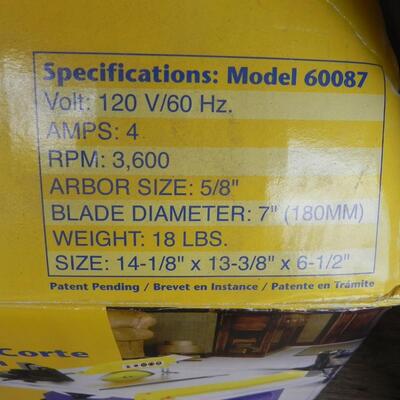 Specifications: Model 60087
Volt: 120 V/60 Hz.
AMPS: 4
RPM: 3,600
ARBOR SIZE: 5/8"
BLADE DIAMETER: 7" (180MM)
WEIGHT: 18 LBS.
SIZE: 14-1/8" x 13-3/8" x 6-1/2"
Patent Pending / Brevet en Instance / Patente en Trámite
Corte